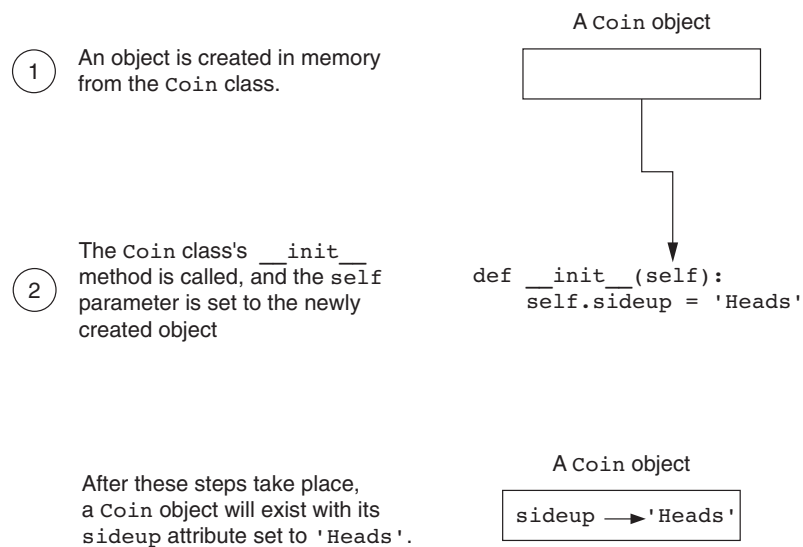 A Coin object
1
An object is created in memory
from the Coin class.
2
The Coin class's __init__
method is called, and the self
parameter is set to the newly
created object
def __init__(self):
    self.sideup = 'Heads'
After these steps take place,
a Coin object will exist with its
sideup attribute set to 'Heads'.
A Coin object
sideup → 'Heads'